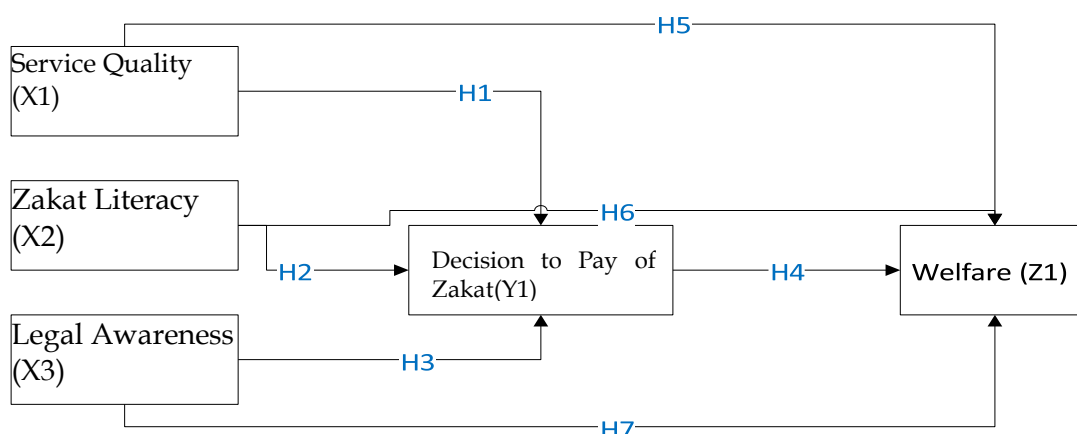 H5
Service Quality
(X1)
H1
Zakat Literacy
(X2)
H6
H2
Decision to Pay of
Zakat(Y1)
H4
Welfare (Z1)
Legal Awareness
(X3)
H3
H7